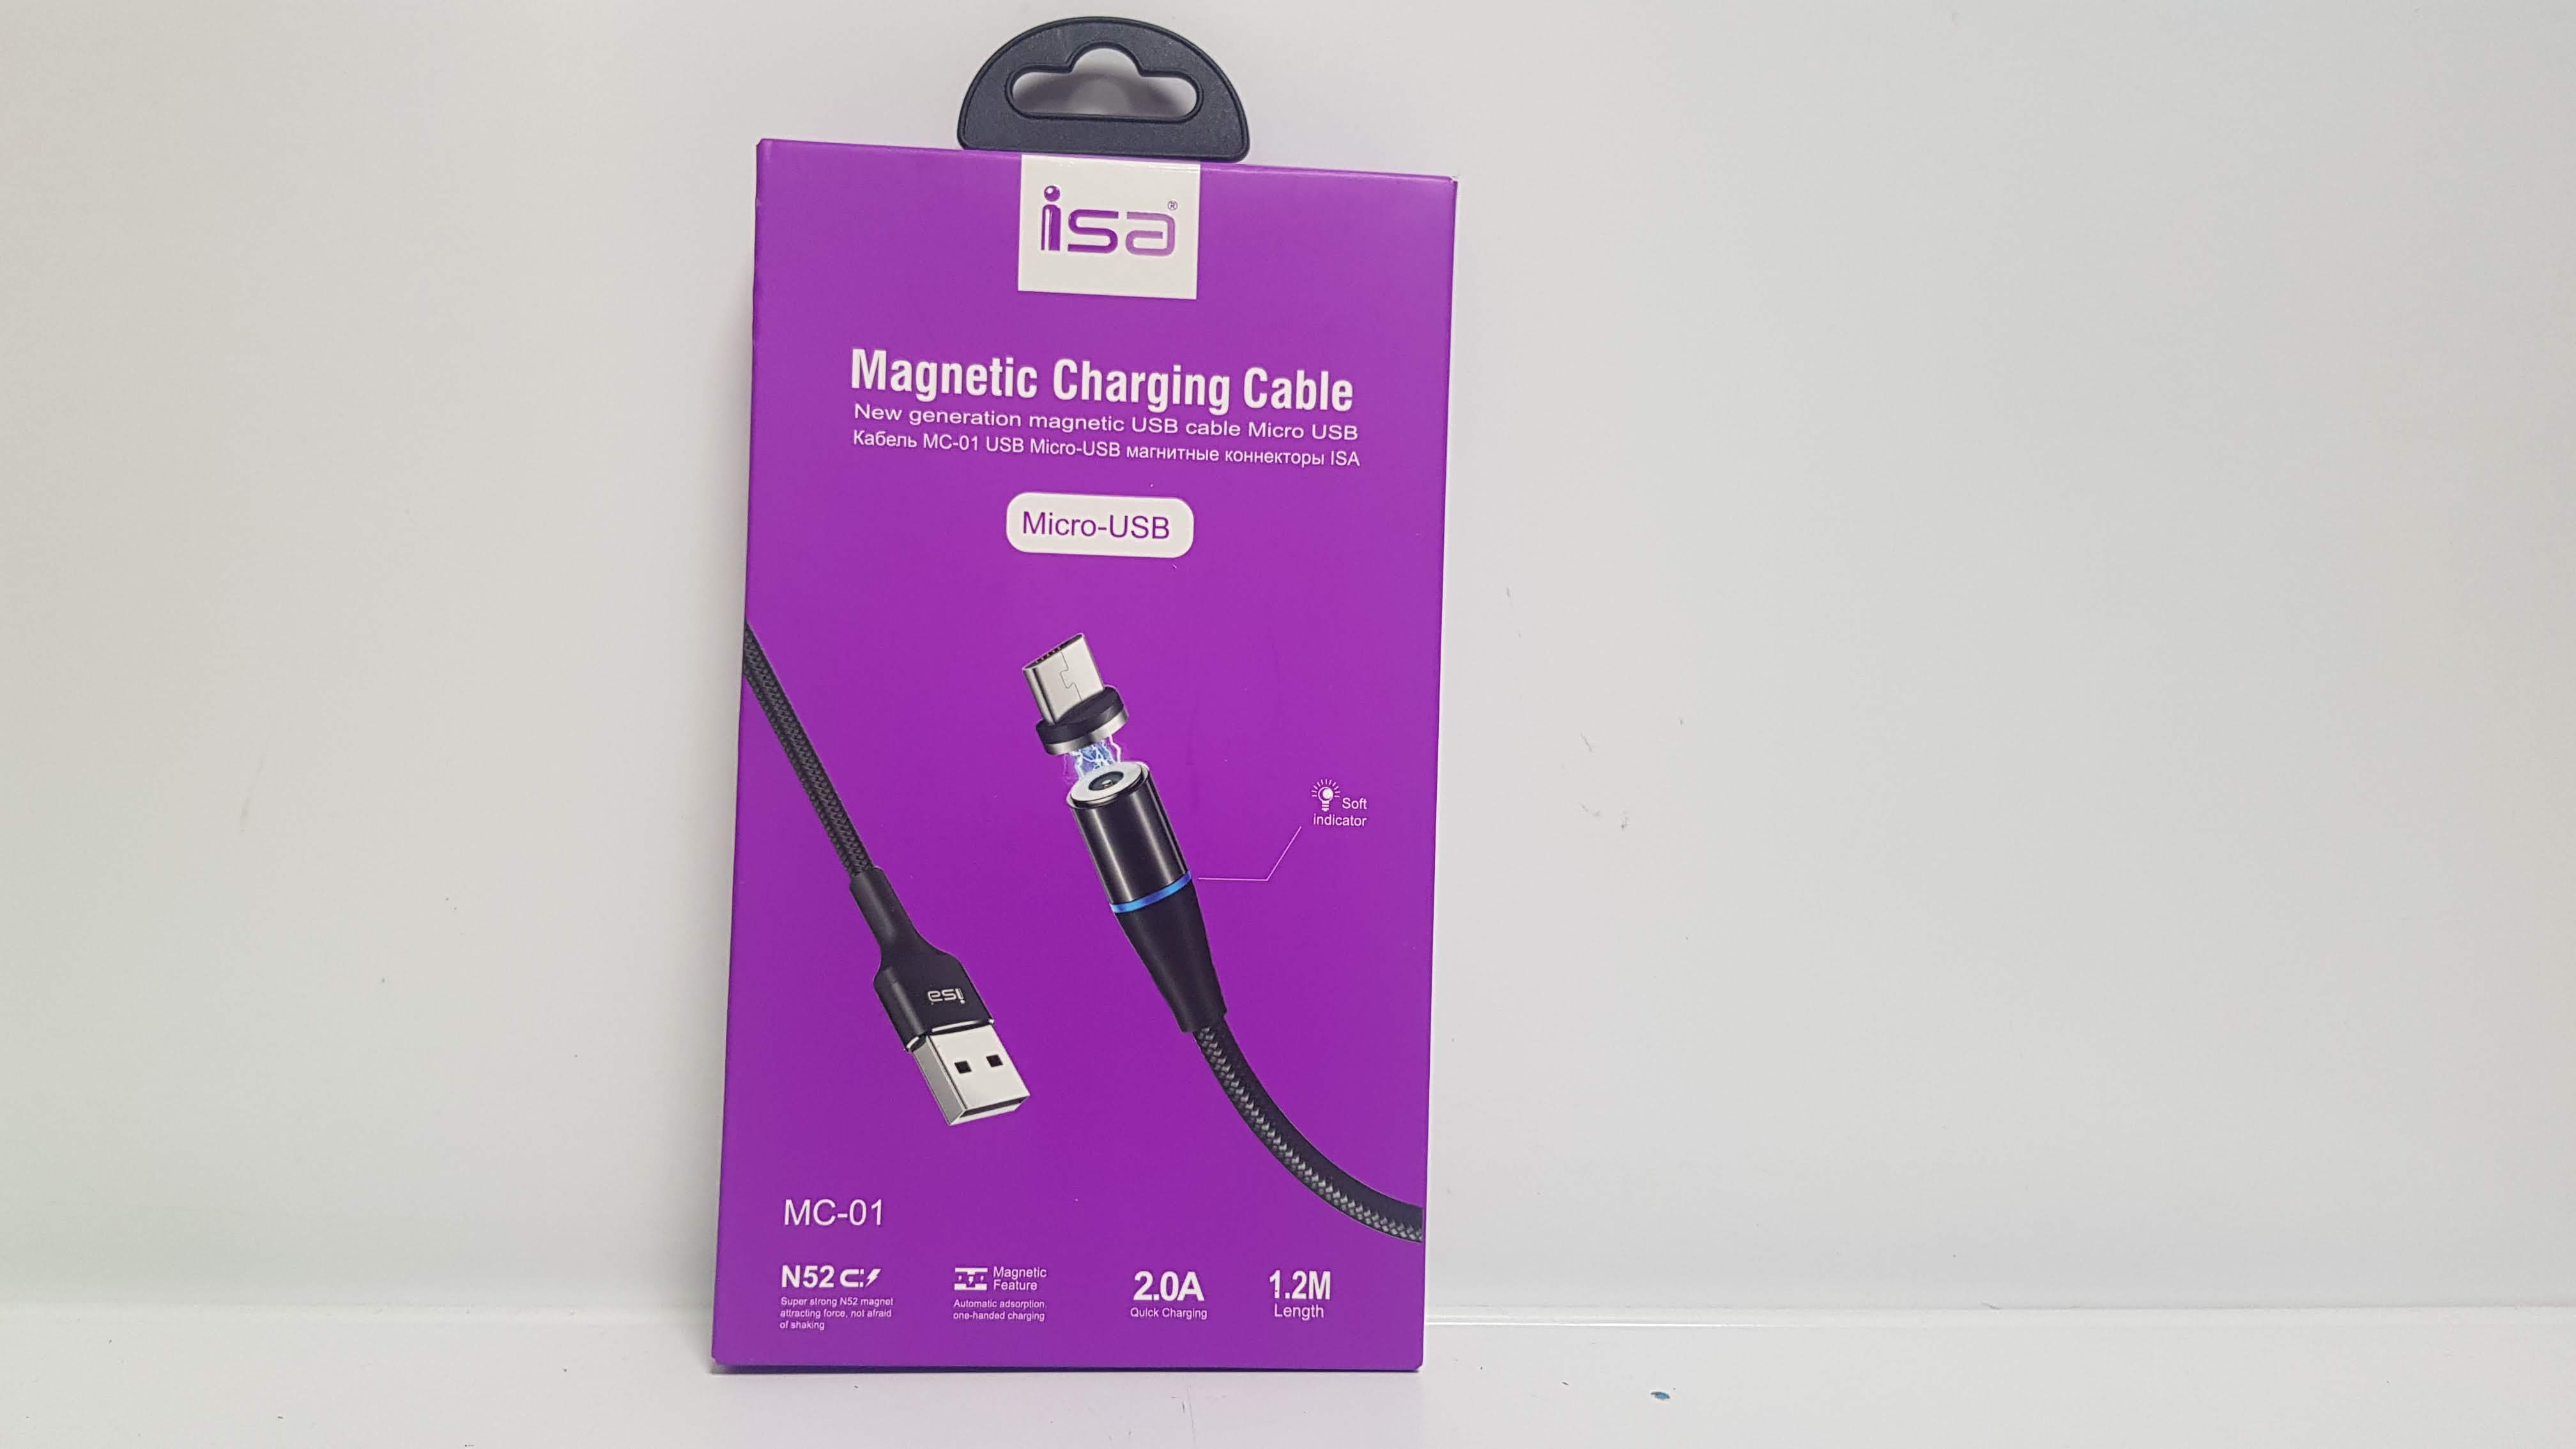 isa®
Magnetic Charging Cable
New generation magnetic USB cable Micro USB
Кабель MC-01 USB Micro-USB магнитные коннекторы ISA
Micro-USB
Soft
indicator
isa
MC-01
N52
Super strong N52 magnet
attracting force, not afraid
of shaking
Magnetic
Feature
Automatic adsorption.
one-handed charging
2.0A
Quick Charging
1.2M
Length